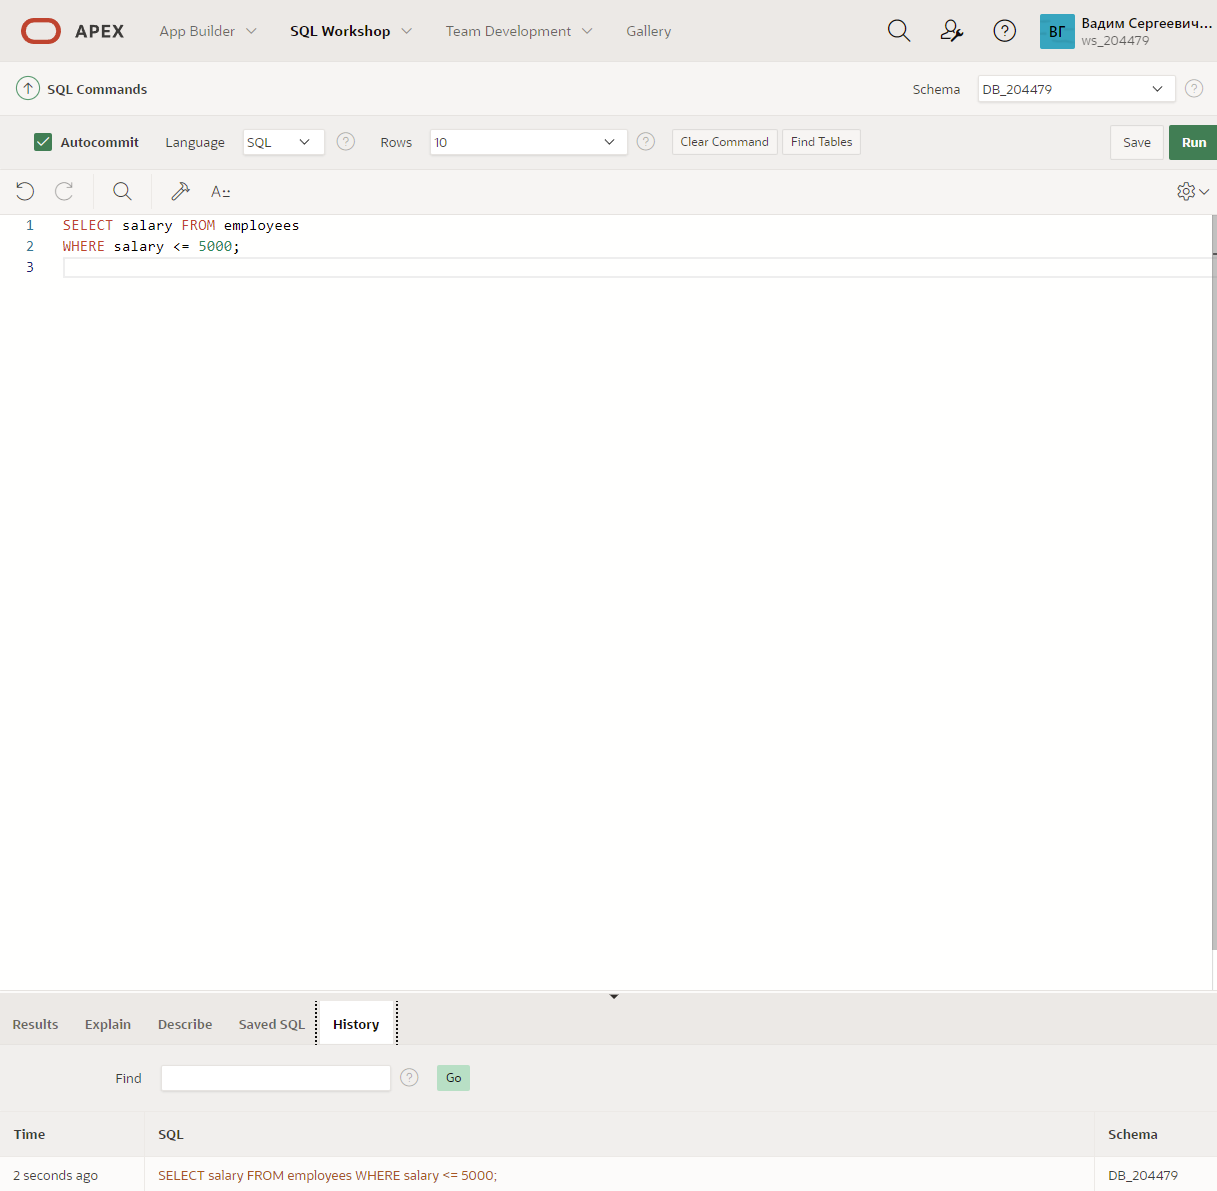 APEX App Builder SQL Workshop Team Development Gallery ? ВГ Вадим Сергеевич...
ws_204479
SQL Commands Schema DB_204479 ?
Autocommit Language SQL ? Rows 10 ? Clear Command Find Tables Save Run
A::
1 SELECT salary FROM employees
2 WHERE salary <= 5000;
3
Results Explain Describe Saved SQL History
Find ? Go
Time SQL Schema
2 seconds ago SELECT salary FROM employees WHERE salary <= 5000; DB_204479